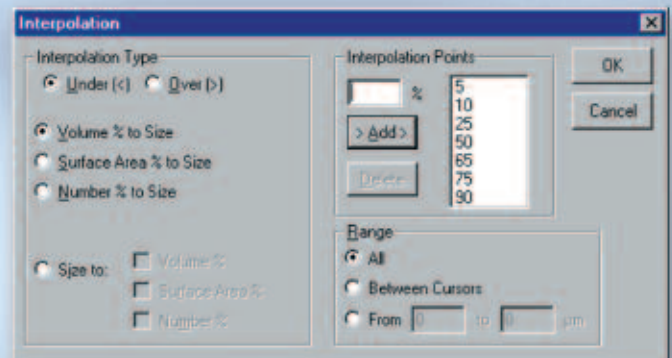 Interpolation
Interpolation Type
Under (<) Over (>)
Volume % to Size
Surface Area % to Size
Number % to Size
Size to: Volume %
Surface Area %
Number %
Interpolation Points
%
> Add >
Delete
5
10
25
50
65
75
90
Range
All
Between Cursors
From 0 to 0 µm
OK
Cancel